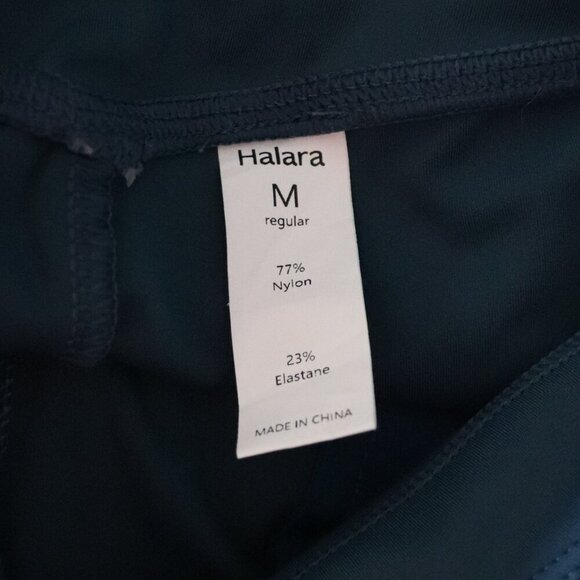 Halara
M
regular
77%
Nylon
23%
Elastane
MADE IN CHINA